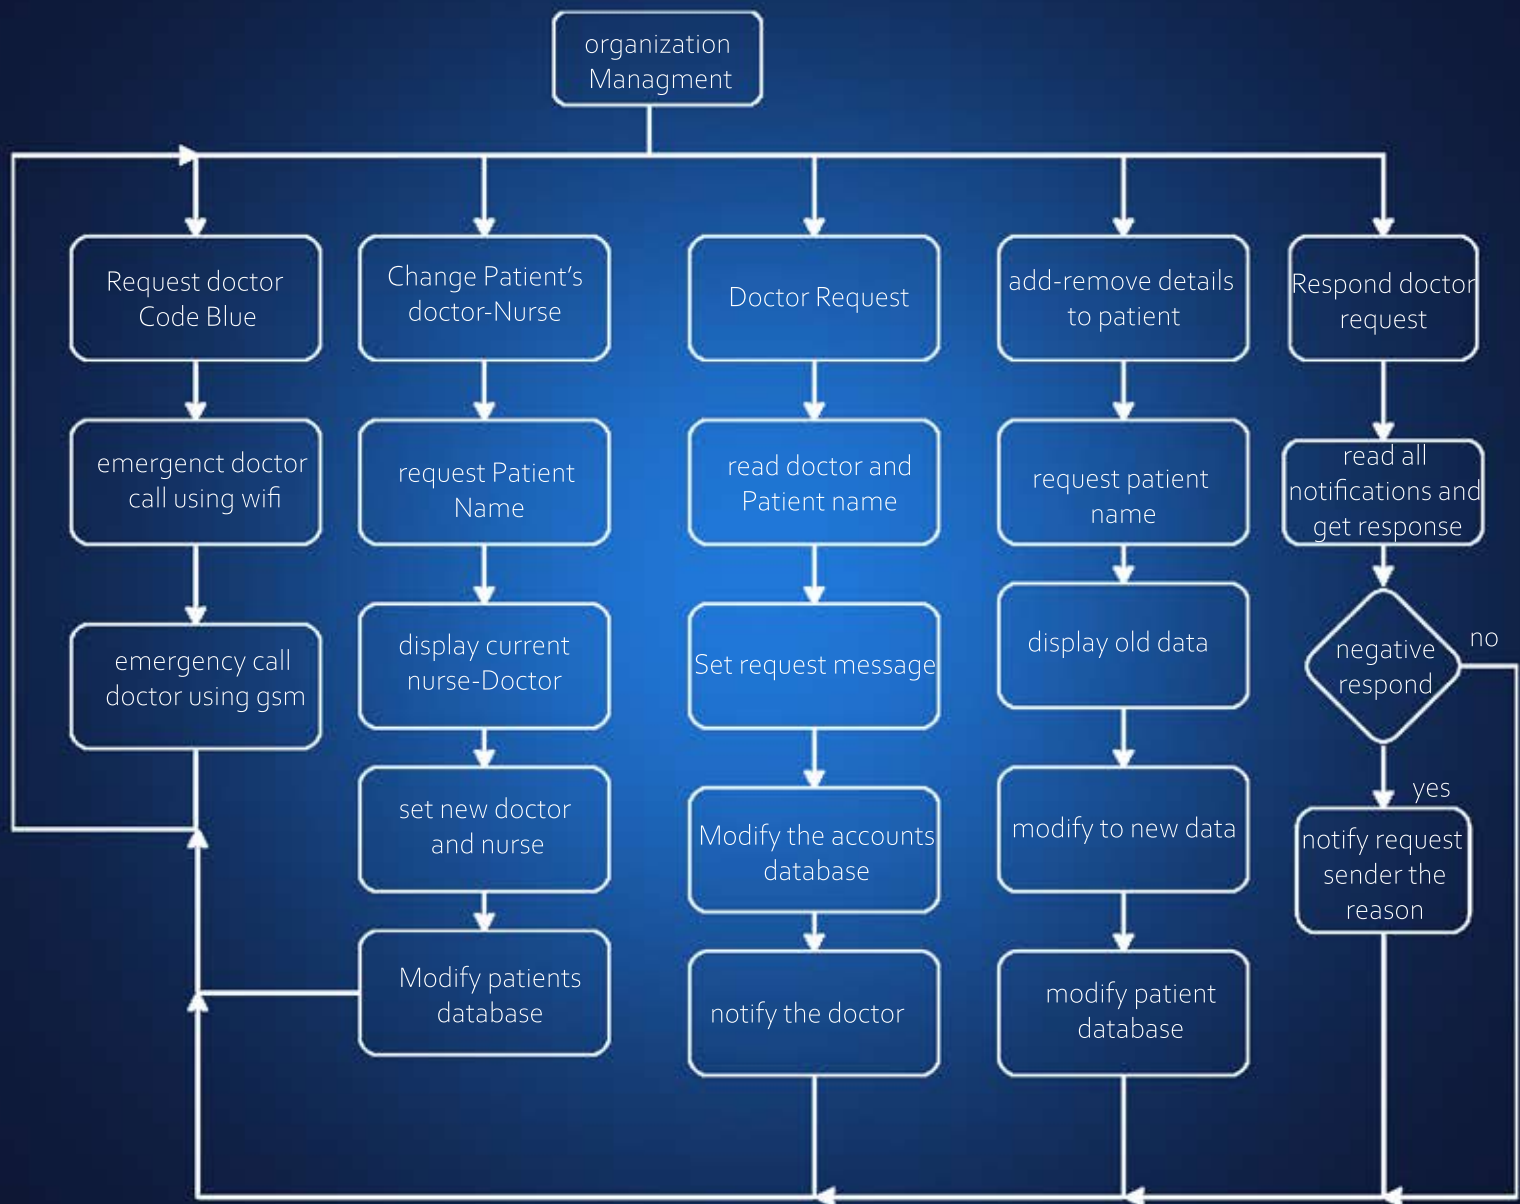 organization
Managment
Request doctor
Code Blue
emergenct doctor
call using wifi
emergency call
doctor using gsm
Change Patient's
doctor-Nurse
request Patient
Name
display current
nurse-Doctor
set new doctor
and nurse
Modify patients
database
Doctor Request
read doctor and
Patient name
Set request message
Modify the accounts
database
notify the doctor
add-remove details
to patient
request patient
name
display old data
modify to new data
modify patient
database
Respond doctor
request
read all
notifications and
get response
negative
respond
no
yes
notify request
sender the
reason